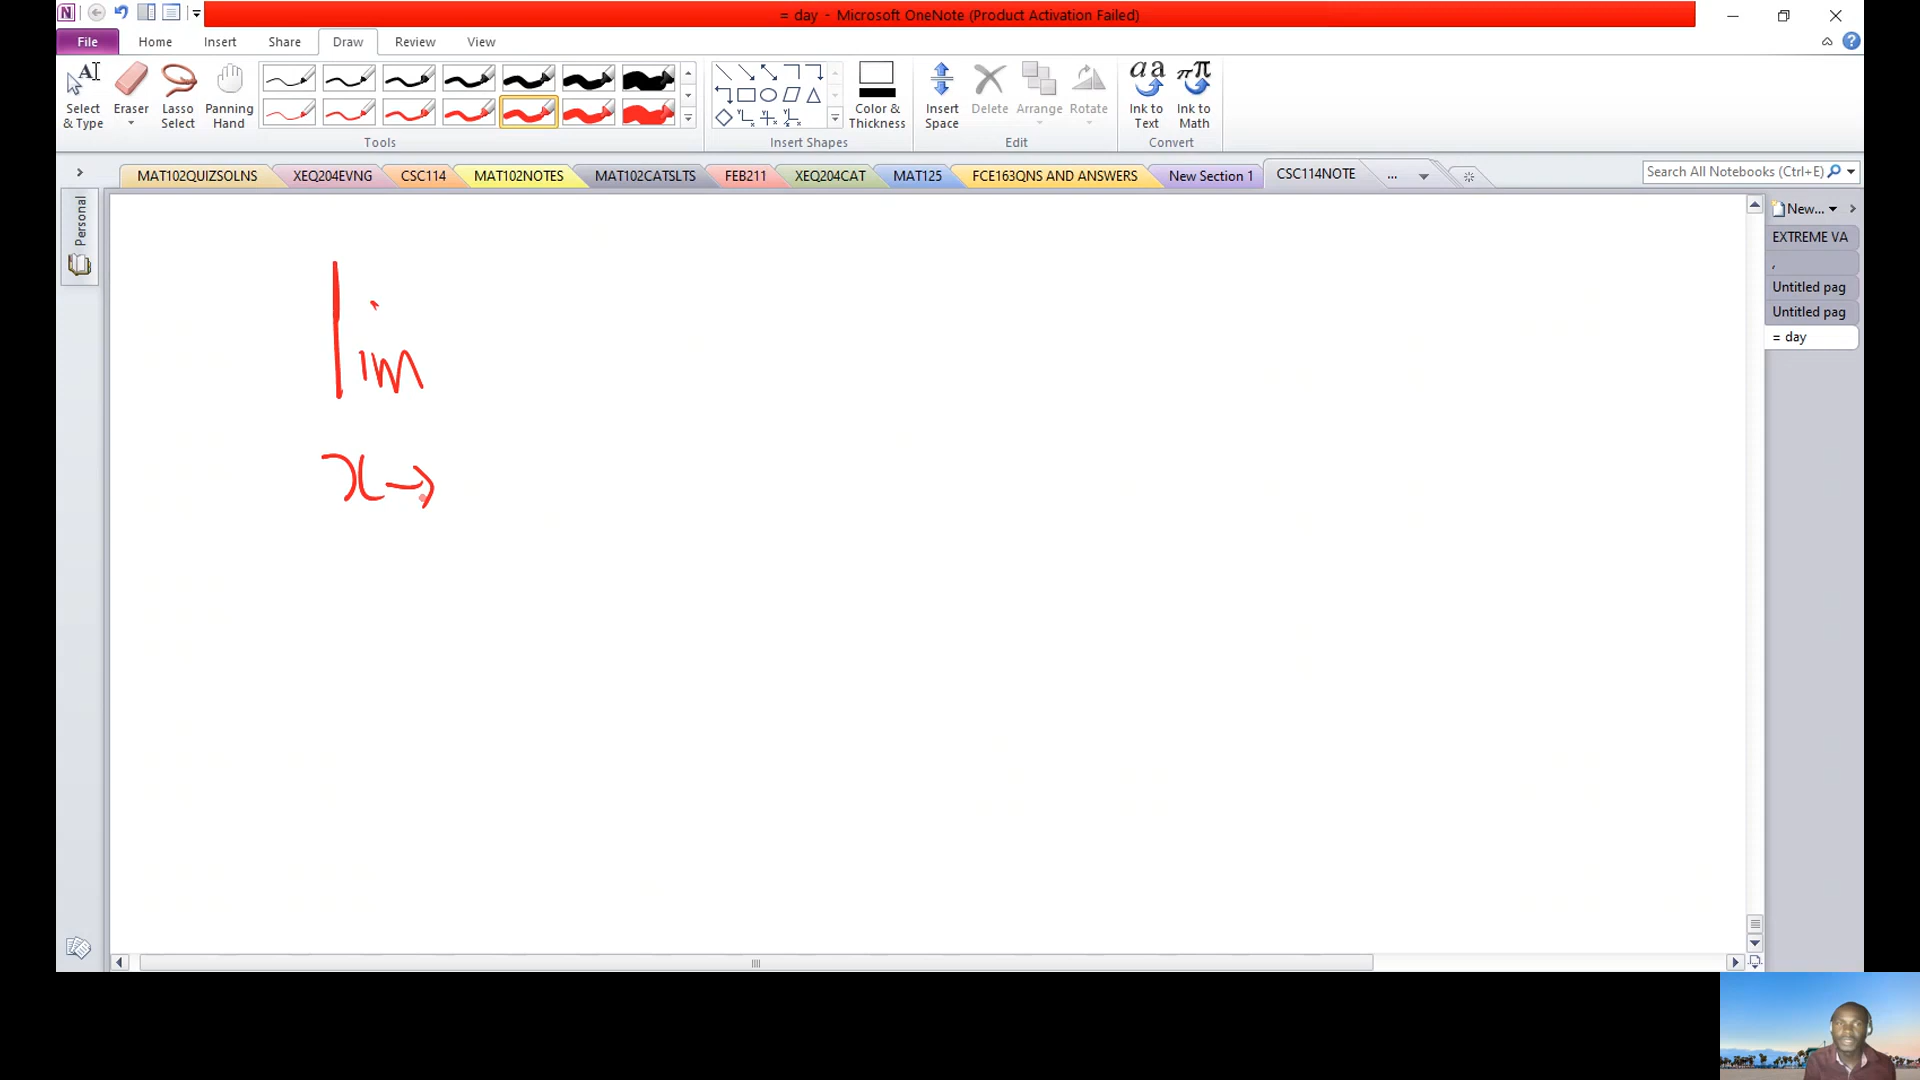 = day - Microsoft OneNote (Product Activation Failed)
File Home Insert Share Draw Review View
Select & Type
Eraser
Lasso Select
Panning Hand
Color & Thickness
Insert Space
Delete
Arrange
Rotate
Ink to Text
Ink to Math
Tools
Insert Shapes
Edit
Convert
MAT102QUIZSOLNS XEQ204EVNG CSC114 MAT102NOTES MAT102CATSLTS FEB211 XEQ204CAT MAT125 FCE163QNS AND ANSWERS New Section 1 CSC114NOTE ...
Search All Notebooks (Ctrl+E)
Personal
New...
EXTREME VA
,
Untitled pag
Untitled pag
= day
lim
x→